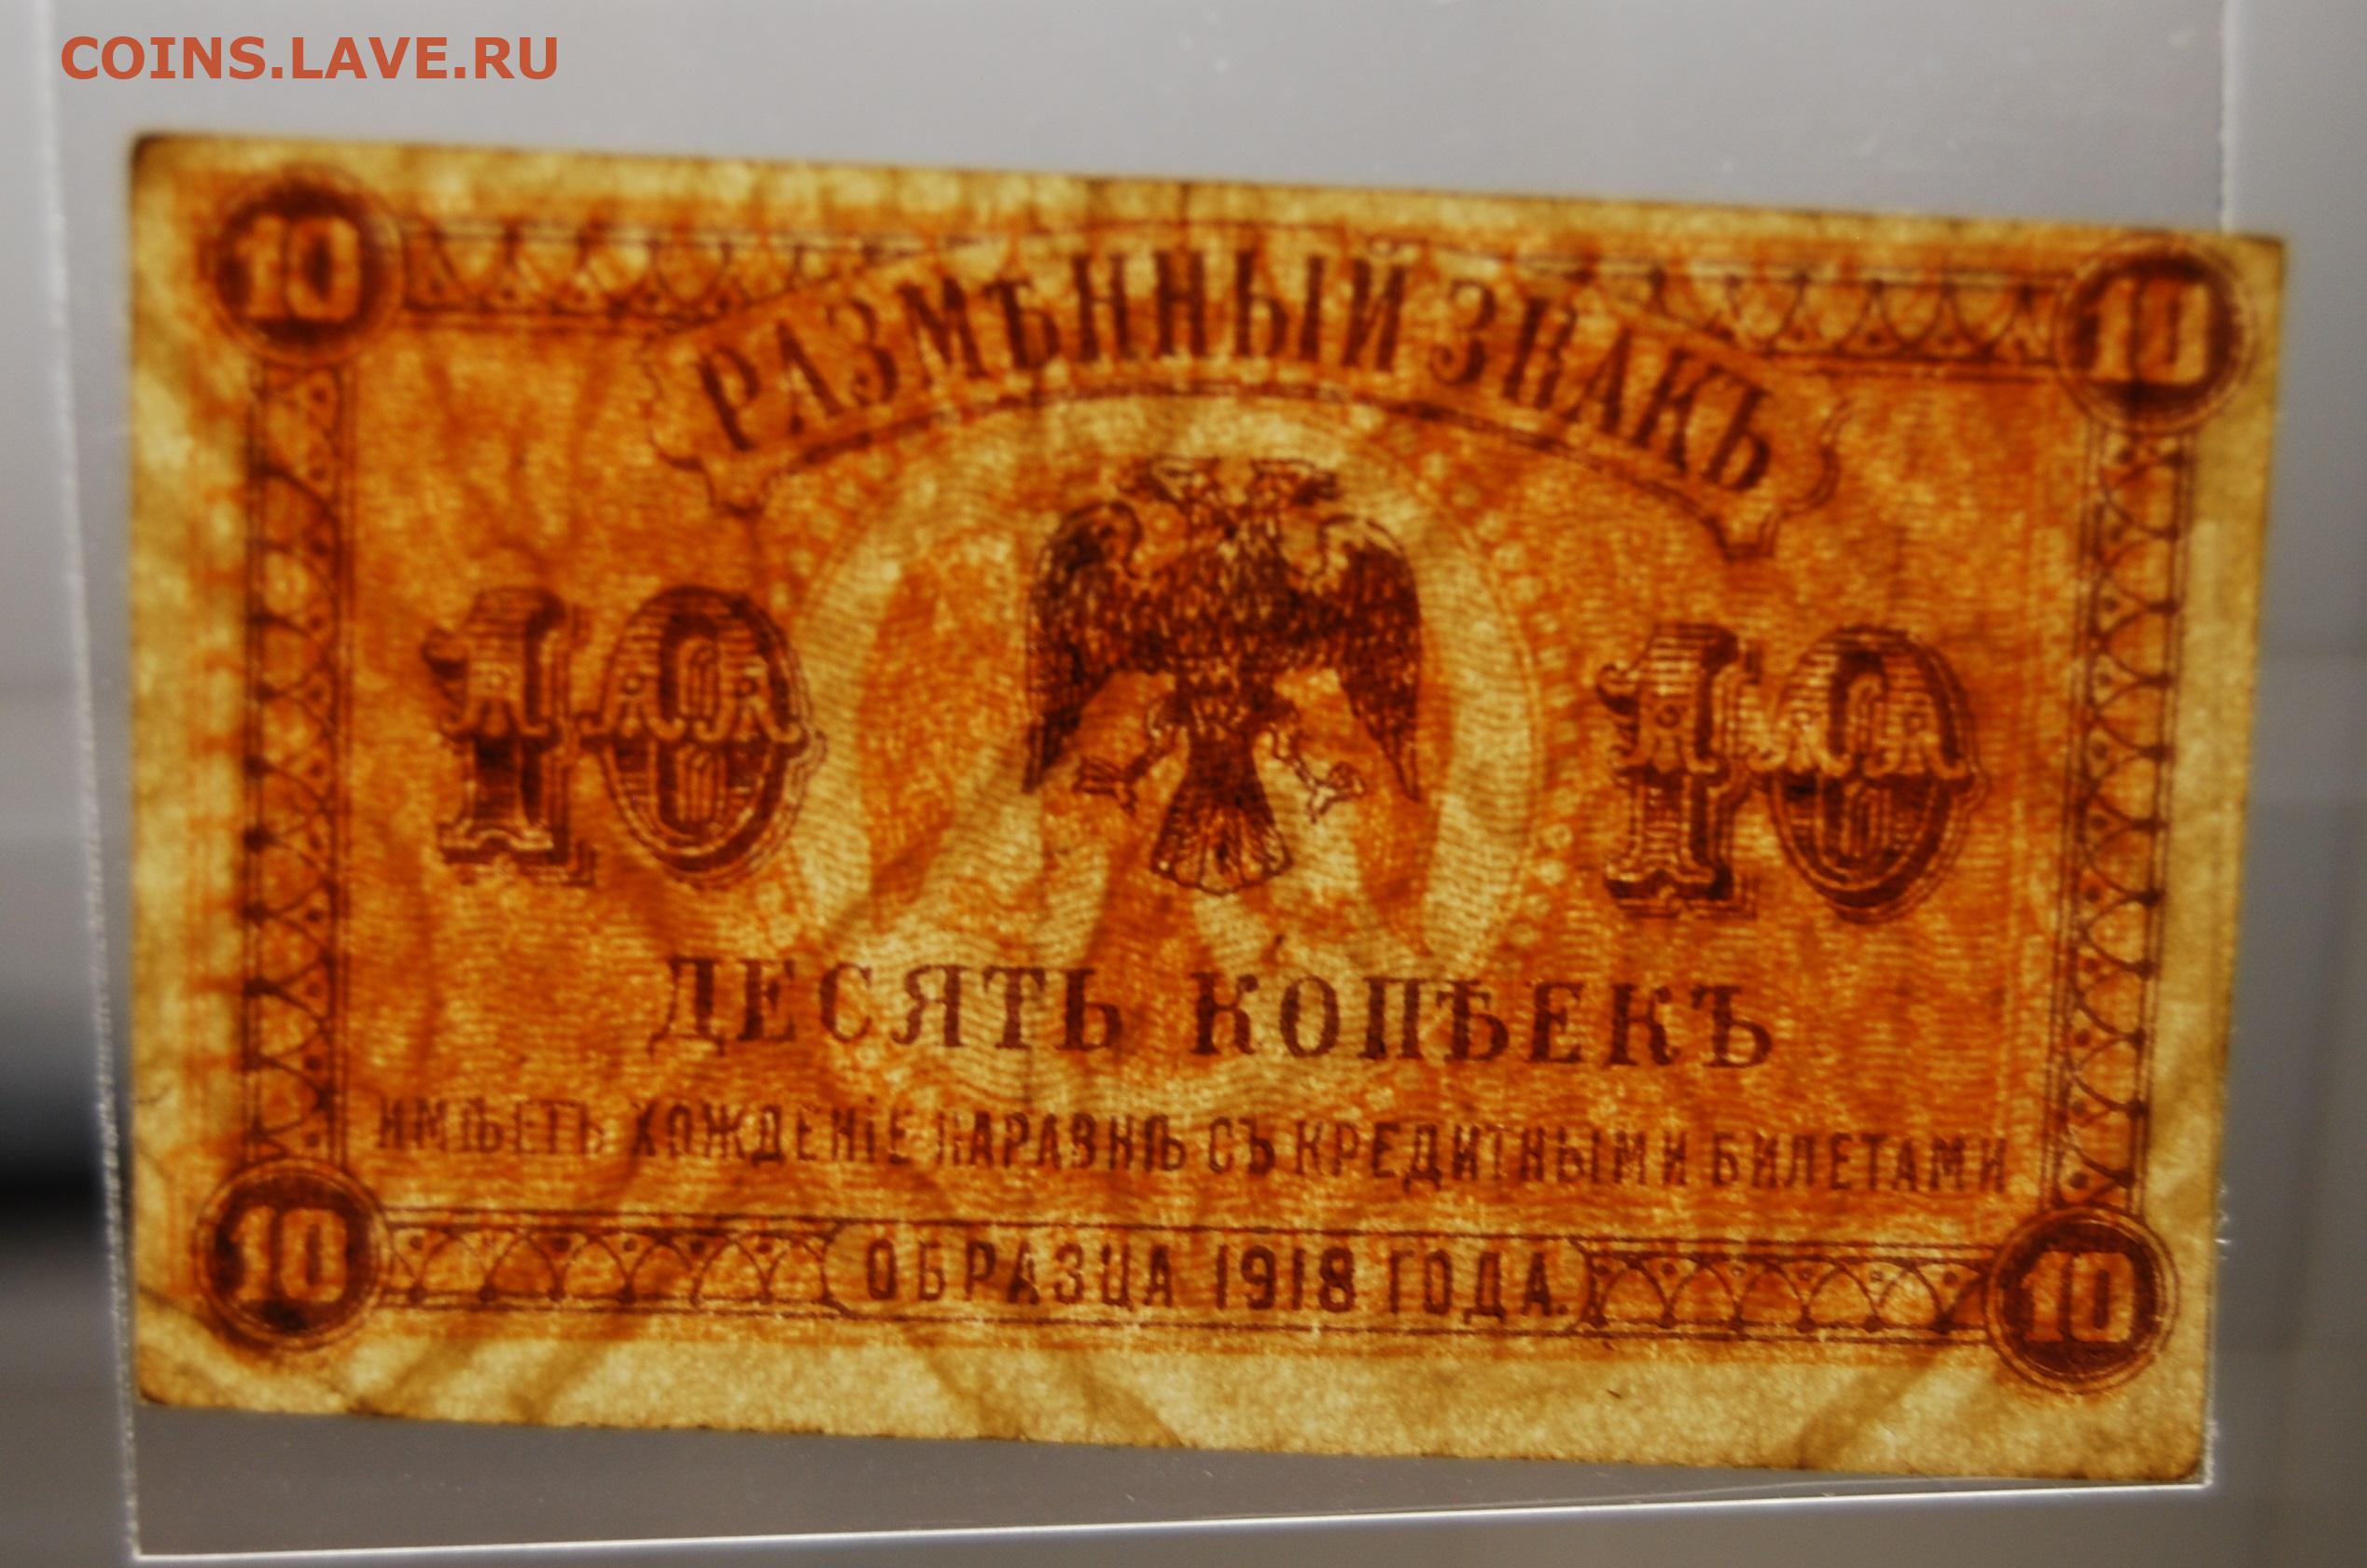 COINS.LAVE.RU
10 10
РАЗМѢННЫЙ ЗНАКЪ
10 10
ДЕСЯТЬ КОПѢЕКЪ
ИМѢЕТЪ ХОЖДЕНІЕ НАРАВНѢ СЪ КРЕДИТНЫМИ БИЛЕТАМИ
10 ОБРАЗЦА 1918 ГОДА. 10